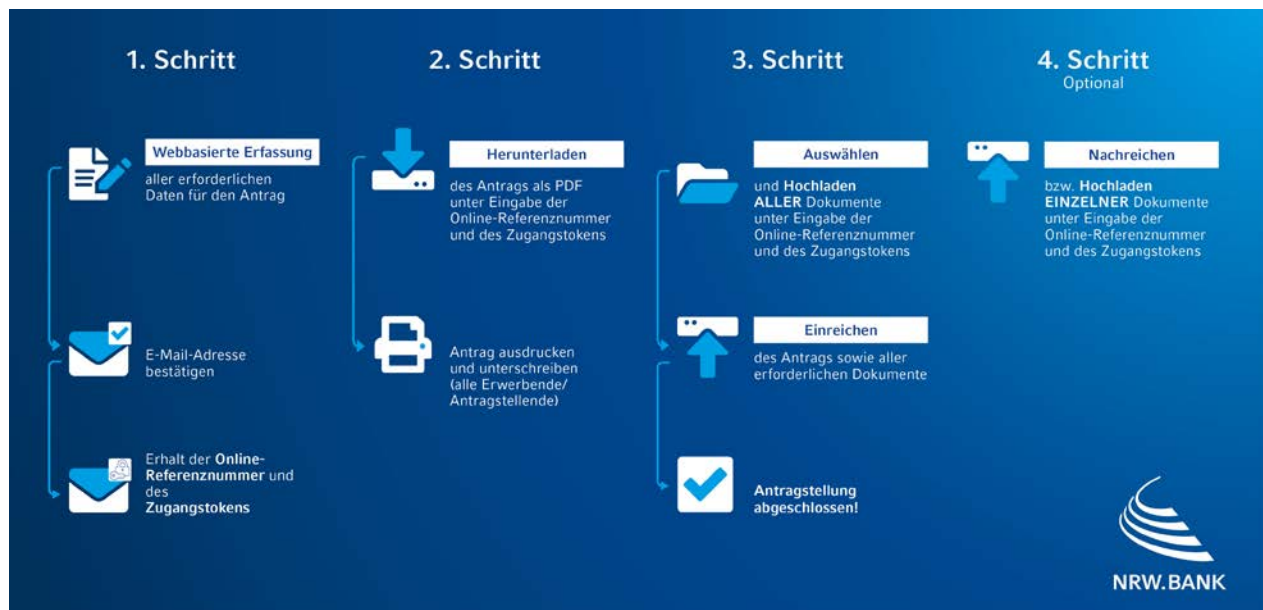 1. Schritt
Webbasierte Erfassung
aller erforderlichen
Daten für den Antrag
E-Mail-Adresse
bestätigen
Erhalt der Online-
Referenznummer und
des
Zugangstokens
2. Schritt
Herunterladen
des Antrags als PDF
unter Eingabe der
Online-Referenznummer
und des Zugangstokens
Antrag ausdrucken
und unterschreiben
(alle Erwerbende/
Antragstellende)
3. Schritt
Auswählen
und Hochladen
ALLER Dokumente
unter Eingabe der
Online-Referenznummer
und des Zugangstokens
Einreichen
des Antrags sowie aller
erforderlichen Dokumente
Antragstellung
abgeschlossen!
4. Schritt
Optional
Nachreichen
bzw. Hochladen
EINZELNER Dokumente
unter Eingabe der
Online-Referenznummer
und des Zugangstokens
NRW.BANK